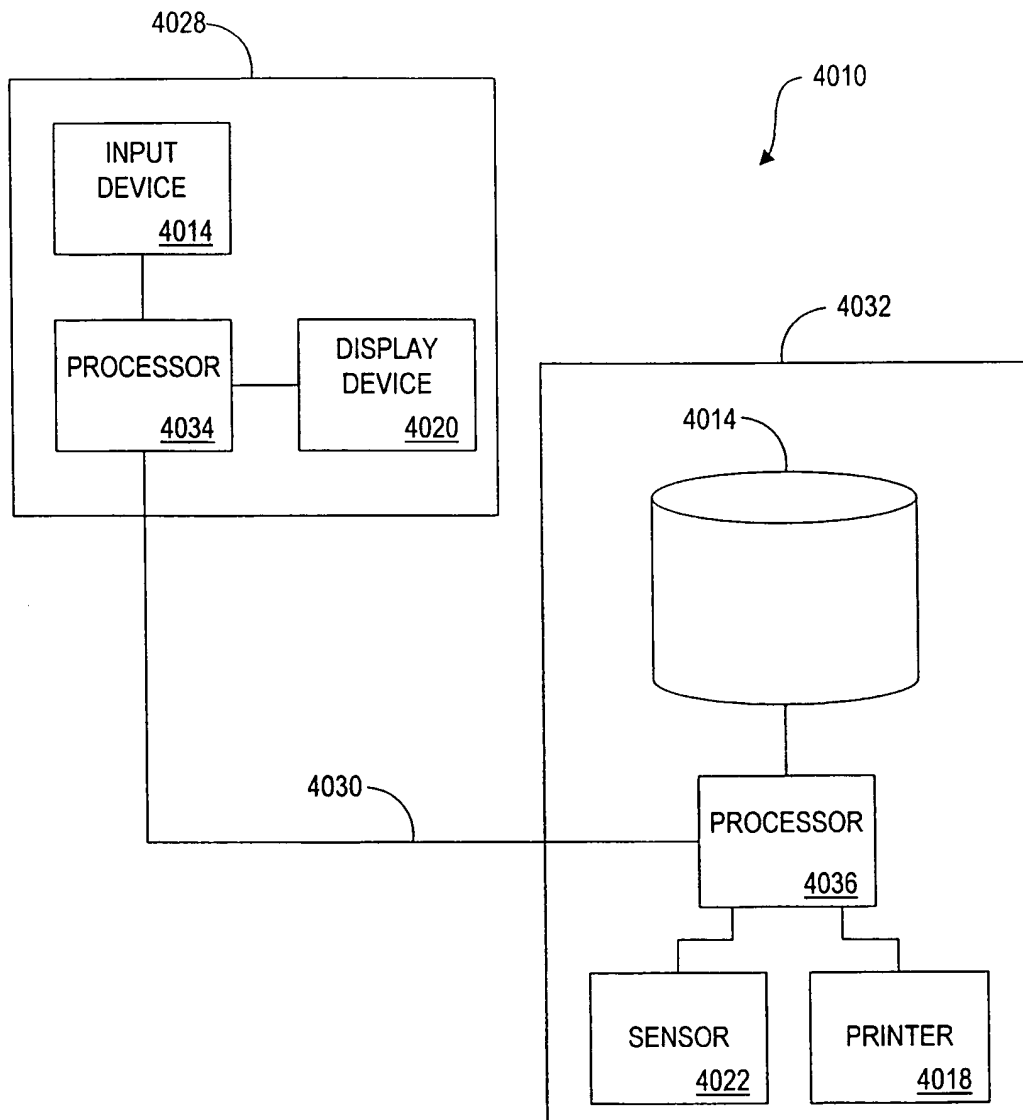 4028
4010
INPUT
DEVICE
4014
PROCESSOR
4034
DISPLAY
DEVICE
4020
4032
4014
4030
PROCESSOR
4036
SENSOR
4022
PRINTER
4018